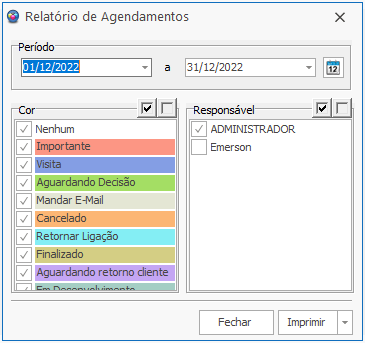 Relatório de Agendamentos
Período
01/12/2022 a 31/12/2022 12
Cor
Nenhum
Importante
Visita
Aguardando Decisão
Mandar E-Mail
Cancelado
Retornar Ligação
Finalizado
Aguardando retorno cliente
Em Desenvolvimento
Responsável
ADMINISTRADOR
Emerson
Fechar
Imprimir